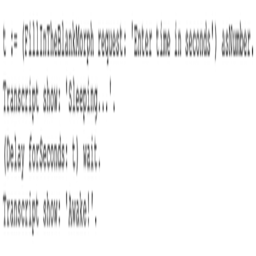 t := (FillInTheBlankMorph request: 'Enter time in seconds') asNumber.
Transcript show: 'Sleeping...'.
(Delay forSeconds: t) wait.
Transcript show: 'Awake!'.